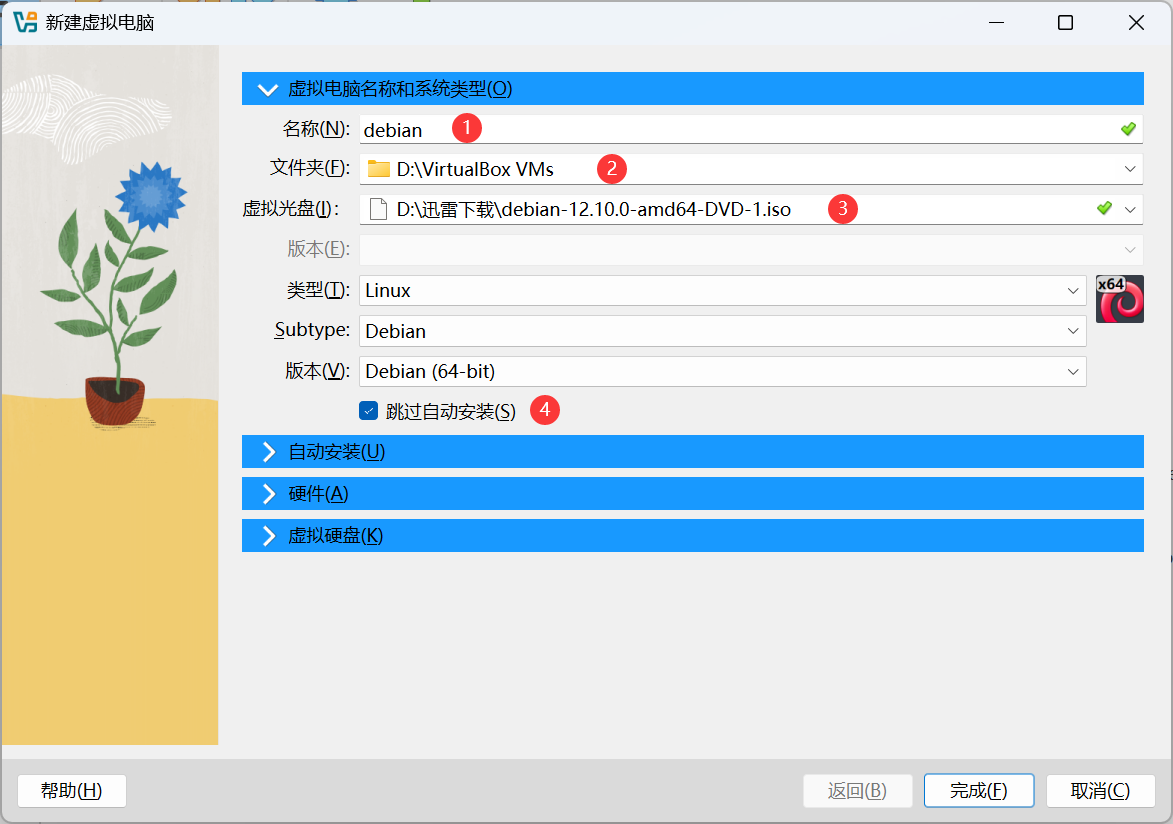 新建虚拟电脑
虚拟电脑名称和系统类型(O)
名称(N): debian 1
文件夹(F): D:\VirtualBox VMs 2
虚拟光盘(I): D:\迅雷下载\debian-12.10.0-amd64-DVD-1.iso 3
版本(E):
类型(T): Linux x64
Subtype: Debian
版本(V): Debian (64-bit)
跳过自动安装(S) 4
自动安装(U)
硬件(A)
虚拟硬盘(K)
帮助(H) 返回(B) 完成(F) 取消(C)